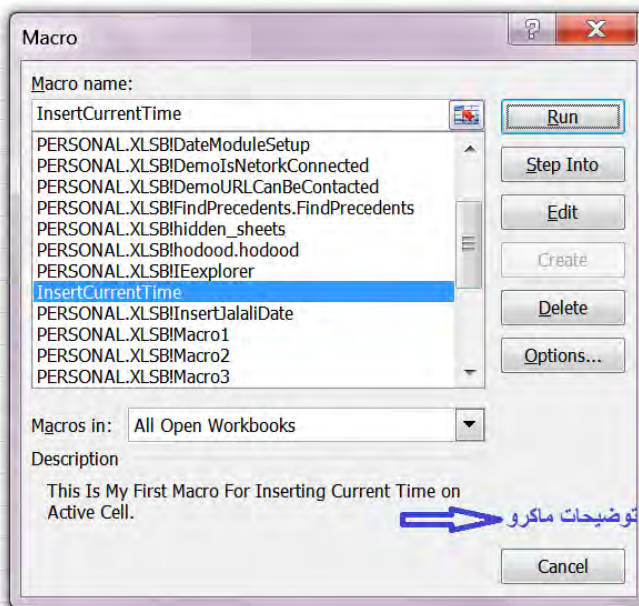 Macro
Macro name:
InsertCurrentTime
Run
PERSONAL.XLSB!DateModuleSetup
PERSONAL.XLSB!DemoIsNetorkConnected
PERSONAL.XLSB!DemoURLCanBeContacted
PERSONAL.XLSB!FindPrecedents.FindPrecedents
PERSONAL.XLSB!hidden_sheets
PERSONAL.XLSB!hodood.hodood
PERSONAL.XLSB!IEexplorer
InsertCurrentTime
PERSONAL.XLSB!InsertJalaliDate
PERSONAL.XLSB!Macro1
PERSONAL.XLSB!Macro2
PERSONAL.XLSB!Macro3
Step Into
Edit
Create
Delete
Options...
Macros in: All Open Workbooks
Description
This Is My First Macro For Inserting Current Time on
Active Cell.
توضیحات ماکرو
Cancel